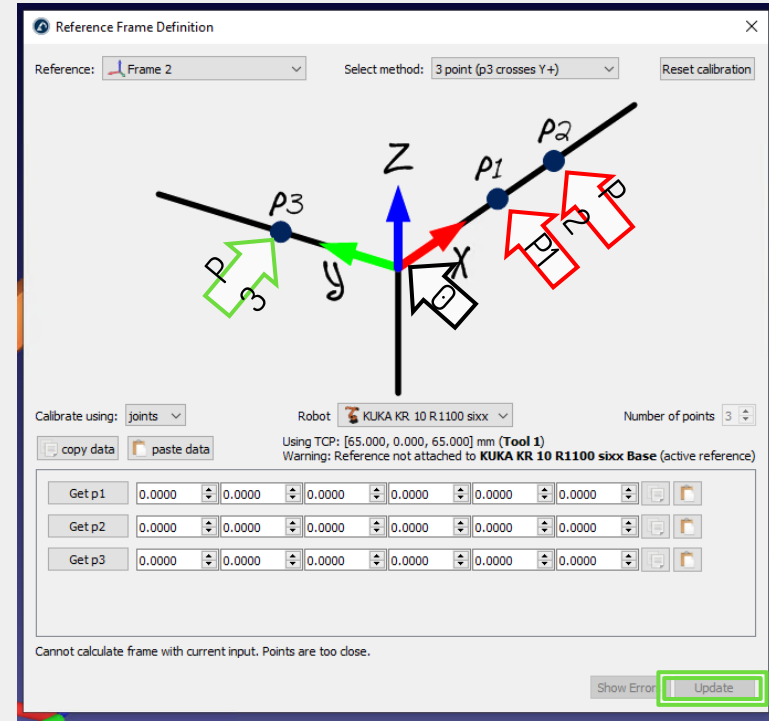 Reference Frame Definition
Reference: Frame 2 Select method: 3 point (p3 crosses Y+) Reset calibration
Z
P1
P2
P3
y
X
P1
P2
P3
0
Calibrate using: joints Robot KUKA KR 10 R1100 sixx Number of points 3
copy data paste data Using TCP: [65.000, 0.000, 65.000] mm (Tool 1)
Warning: Reference not attached to KUKA KR 10 R1100 sixx Base (active reference)
Get p1 0.0000 0.0000 0.0000 0.0000 0.0000 0.0000
Get p2 0.0000 0.0000 0.0000 0.0000 0.0000 0.0000
Get p3 0.0000 0.0000 0.0000 0.0000 0.0000 0.0000
Cannot calculate frame with current input. Points are too close.
Show Error Update